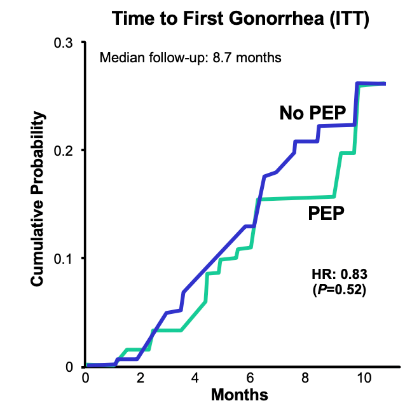 Time to First Gonorrhea (ITT)
Median follow-up: 8.7 months
Cumulative Probability
0.3
0.2
0.1
0
No PEP
PEP
HR: 0.83
(P=0.52)
0 2 4 6 8 10
Months